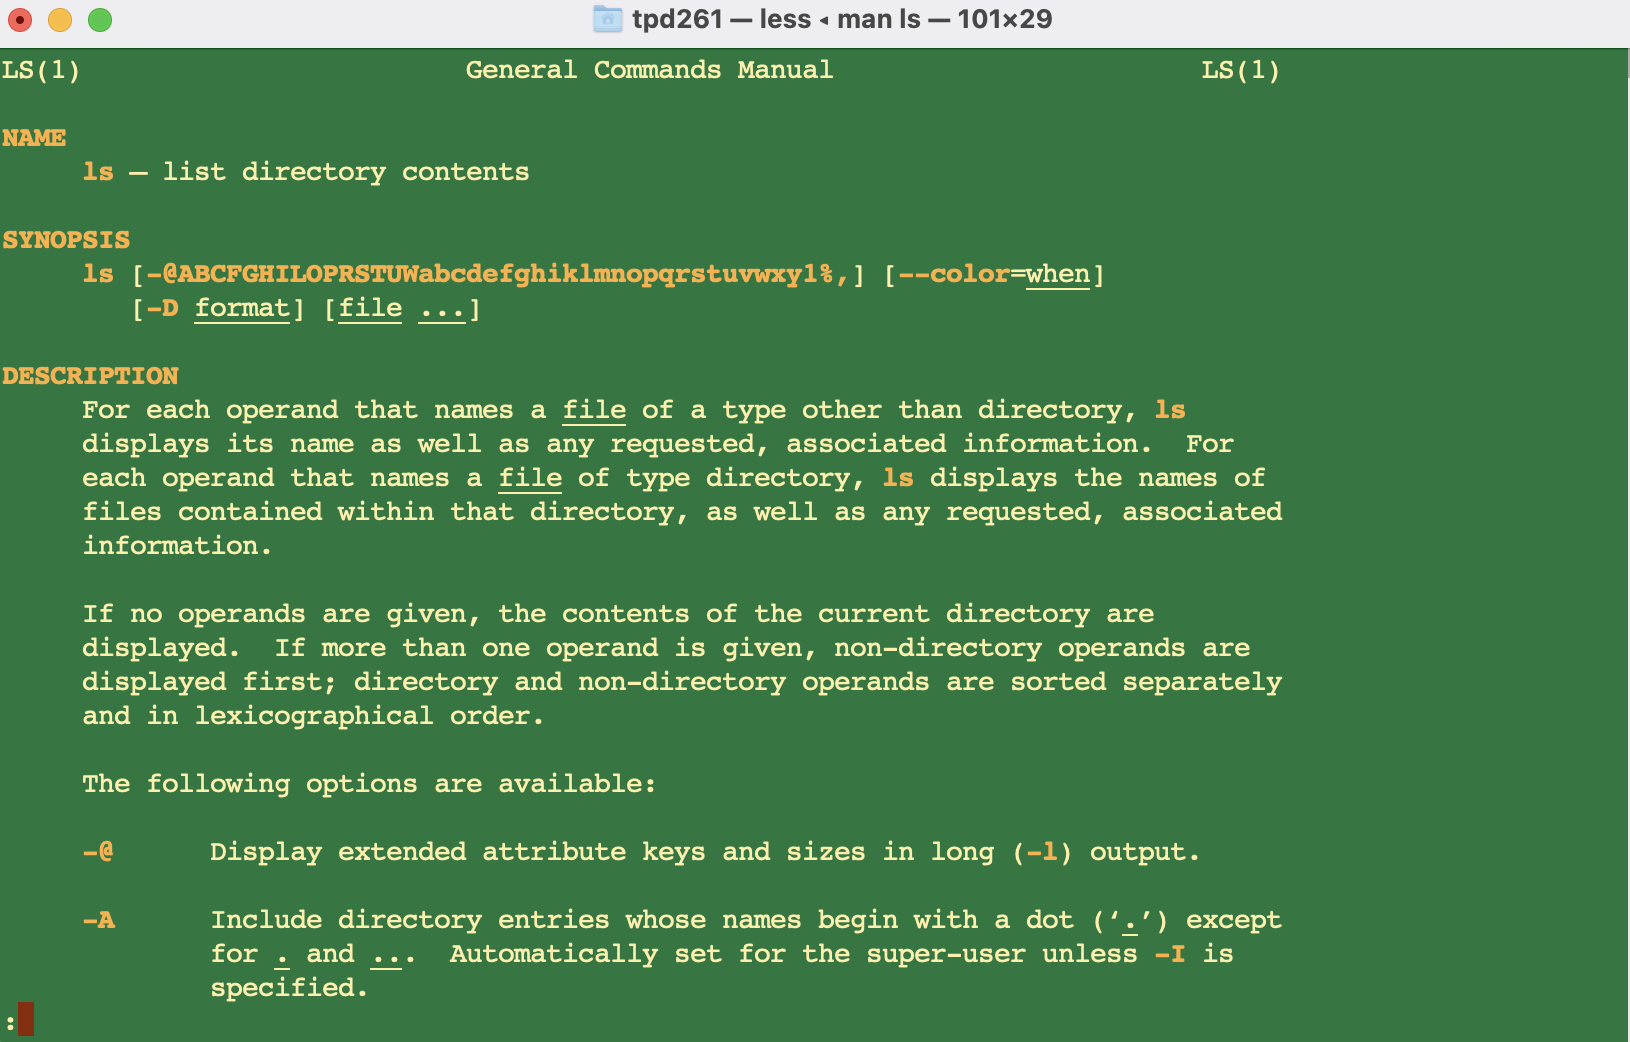 tpd261 — less ◂ man ls — 101×29
LS(1)                        General Commands Manual                       LS(1)
NAME
ls – list directory contents
SYNOPSIS
ls [-@ABCFGHILOPRSTUWabcdefghiklmnopqrstuvwxy1%,] [--color=when]
[-D format] [file ...]
DESCRIPTION
For each operand that names a file of a type other than directory, ls
displays its name as well as any requested, associated information.  For
each operand that names a file of type directory, ls displays the names of
files contained within that directory, as well as any requested, associated
information.
If no operands are given, the contents of the current directory are
displayed.  If more than one operand is given, non-directory operands are
displayed first; directory and non-directory operands are sorted separately
and in lexicographical order.
The following options are available:
-@      Display extended attribute keys and sizes in long (-l) output.
-A      Include directory entries whose names begin with a dot (‘.’) except
for . and ...  Automatically set for the super-user unless -I is
specified.
: